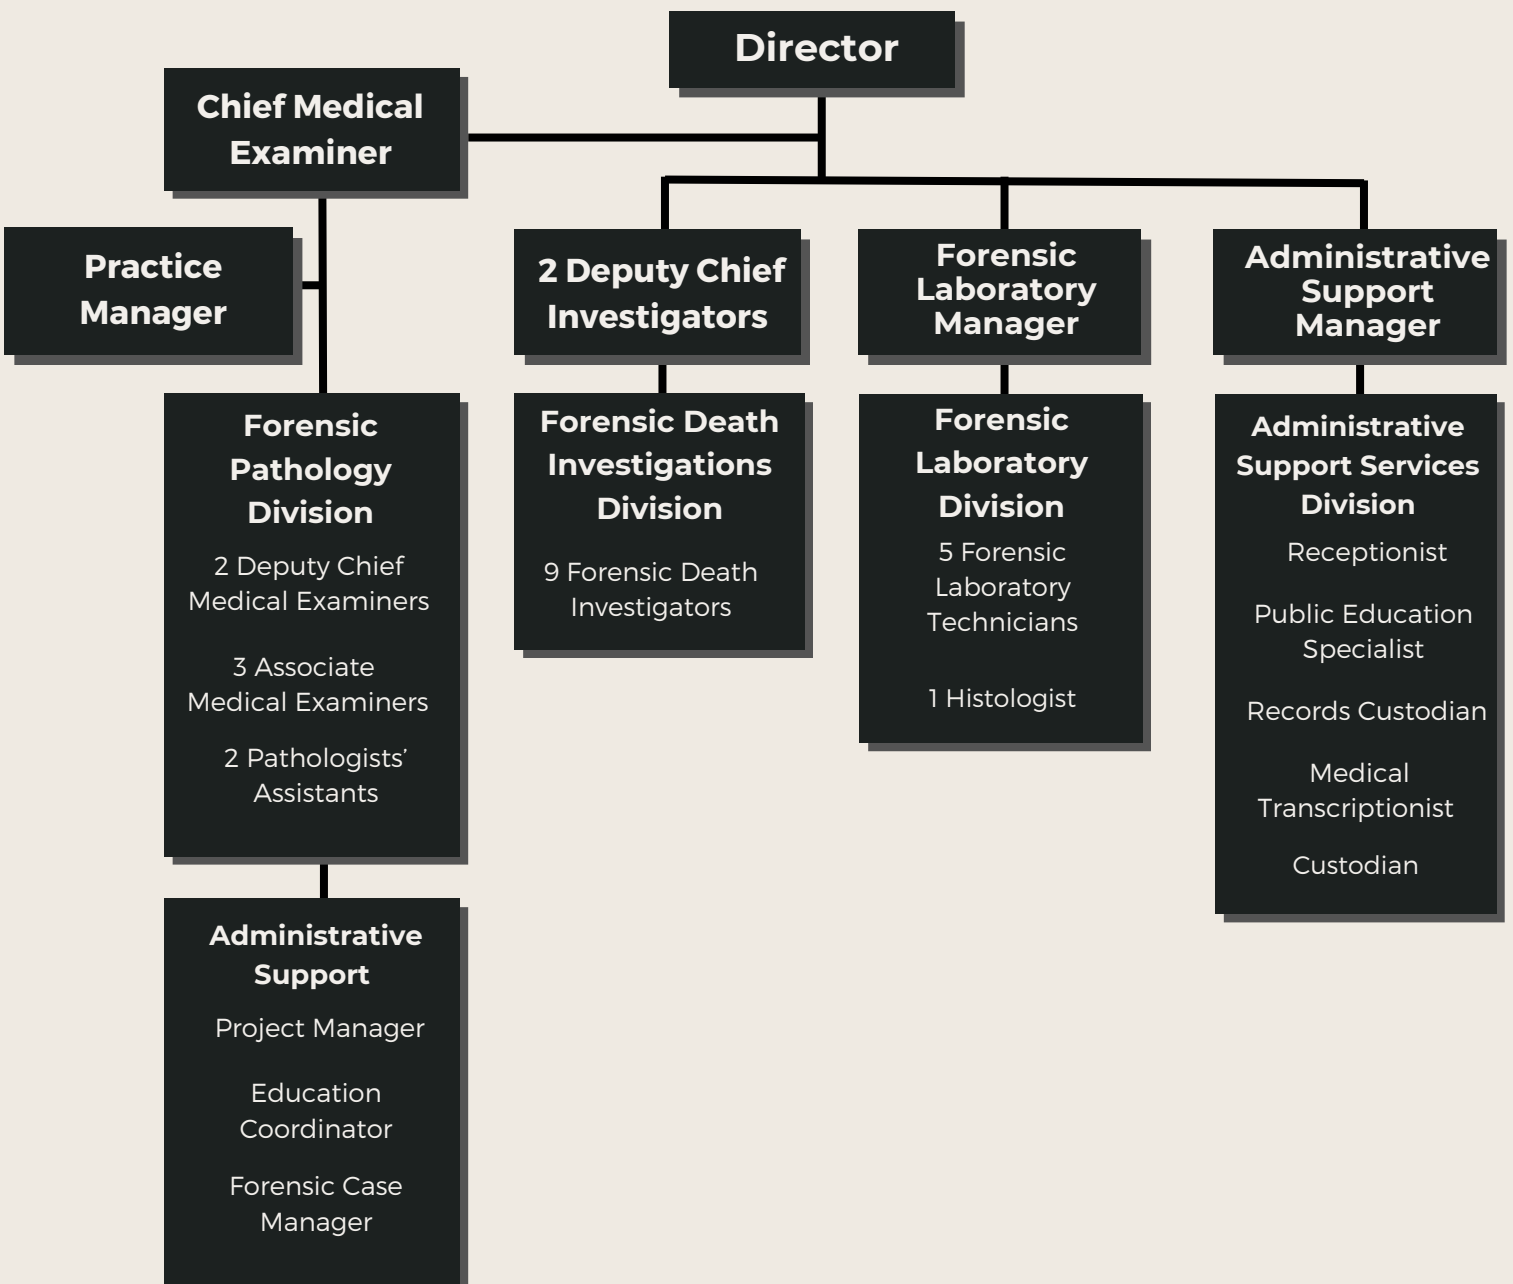 Director
Chief Medical
Examiner
Practice
Manager
2 Deputy Chief
Investigators
Forensic
Laboratory
Manager
Administrative
Support
Manager
Forensic
Pathology
Division
2 Deputy Chief
Medical Examiners
3 Associate
Medical Examiners
2 Pathologists’
Assistants
Forensic Death
Investigations
Division
9 Forensic Death
Investigators
Forensic
Laboratory
Division
5 Forensic
Laboratory
Technicians
1 Histologist
Administrative
Support Services
Division
Receptionist
Public Education
Specialist
Records Custodian
Medical
Transcriptionist
Custodian
Administrative
Support
Project Manager
Education
Coordinator
Forensic Case
Manager